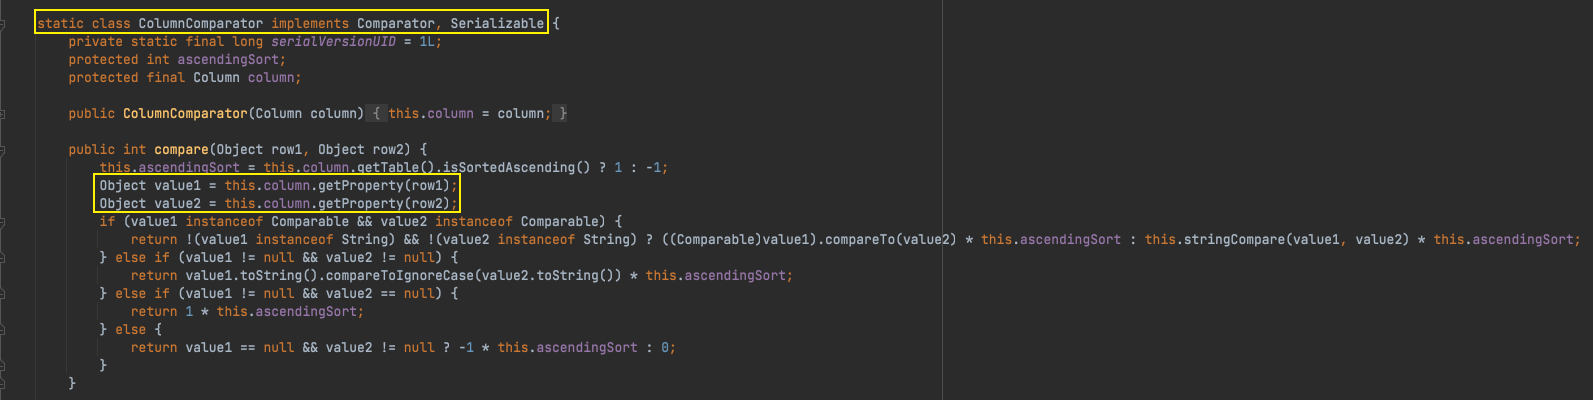 static class ColumnComparator implements Comparator, Serializable {
    private static final long serialVersionUID = 1L;
    protected int ascendingSort;
    protected final Column column;
    public ColumnComparator(Column column) { this.column = column; }
    public int compare(Object row1, Object row2) {
        this.ascendingSort = this.column.getTable().isSortedAscending() ? 1 : -1;
        Object value1 = this.column.getProperty(row1);
        Object value2 = this.column.getProperty(row2);
        if (value1 instanceof Comparable && value2 instanceof Comparable) {
            return !(value1 instanceof String) && !(value2 instanceof String) ? ((Comparable)value1).compareTo(value2) * this.ascendingSort : this.stringCompare(value1, value2) * this.ascendingSort;
        } else if (value1 != null && value2 != null) {
            return value1.toString().compareToIgnoreCase(value2.toString()) * this.ascendingSort;
        } else if (value1 != null && value2 == null) {
            return 1 * this.ascendingSort;
        } else {
            return value1 == null && value2 != null ? -1 * this.ascendingSort : 0;
        }
    }